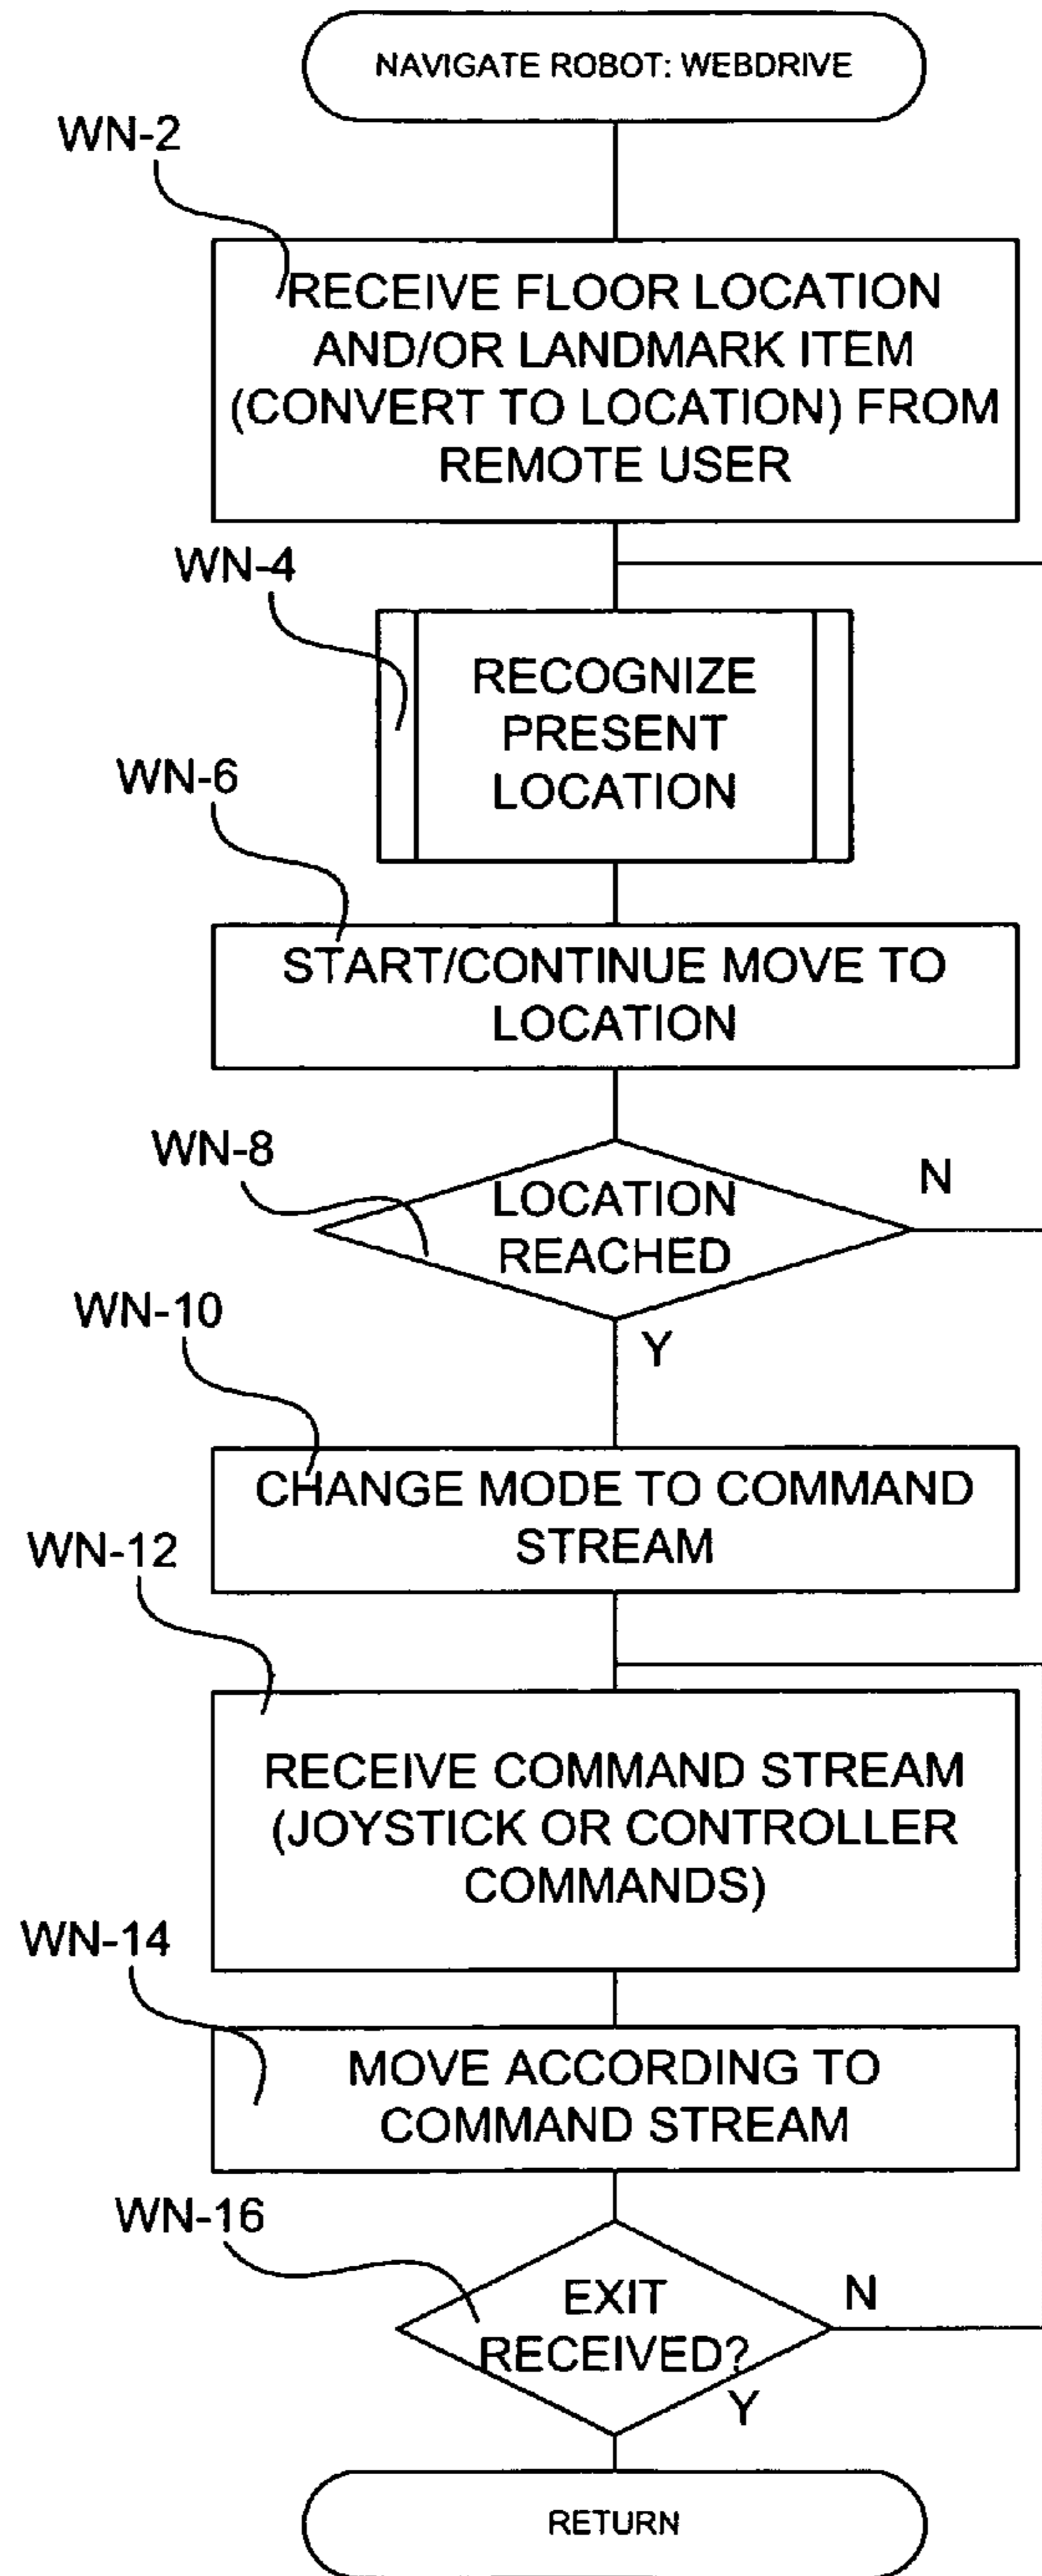 NAVIGATE ROBOT: WEBDRIVE
WN-2
RECEIVE FLOOR LOCATION
AND/OR LANDMARK ITEM
(CONVERT TO LOCATION) FROM
REMOTE USER
WN-4
RECOGNIZE
PRESENT
LOCATION
WN-6
START/CONTINUE MOVE TO
LOCATION
WN-8
LOCATION
REACHED
N
Y
WN-10
CHANGE MODE TO COMMAND
STREAM
WN-12
RECEIVE COMMAND STREAM
(JOYSTICK OR CONTROLLER
COMMANDS)
WN-14
MOVE ACCORDING TO
COMMAND STREAM
WN-16
EXIT
RECEIVED?
N
Y
RETURN